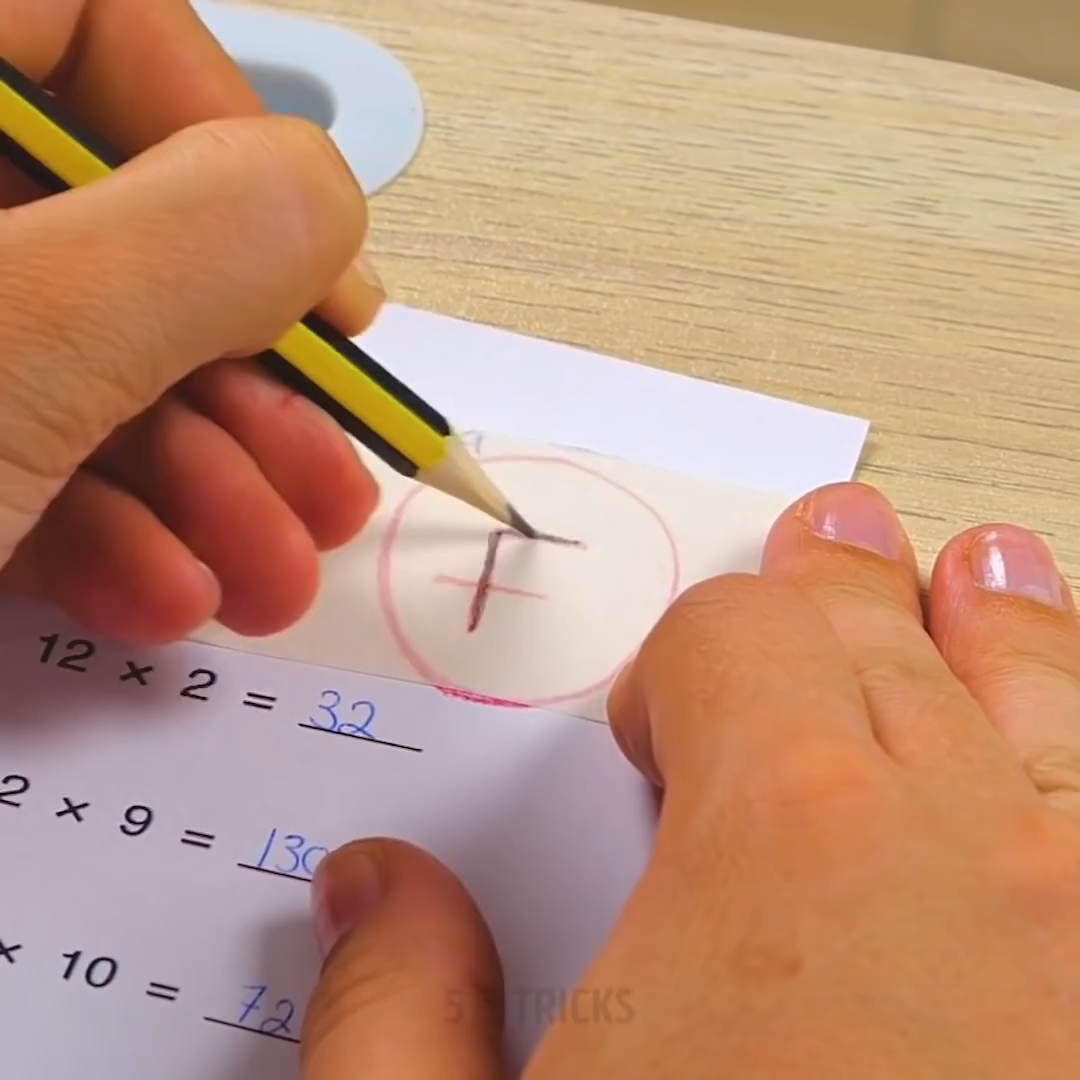 F
12 × 2 = 32
2 × 9 = 130
× 10 = 72
TRICKS